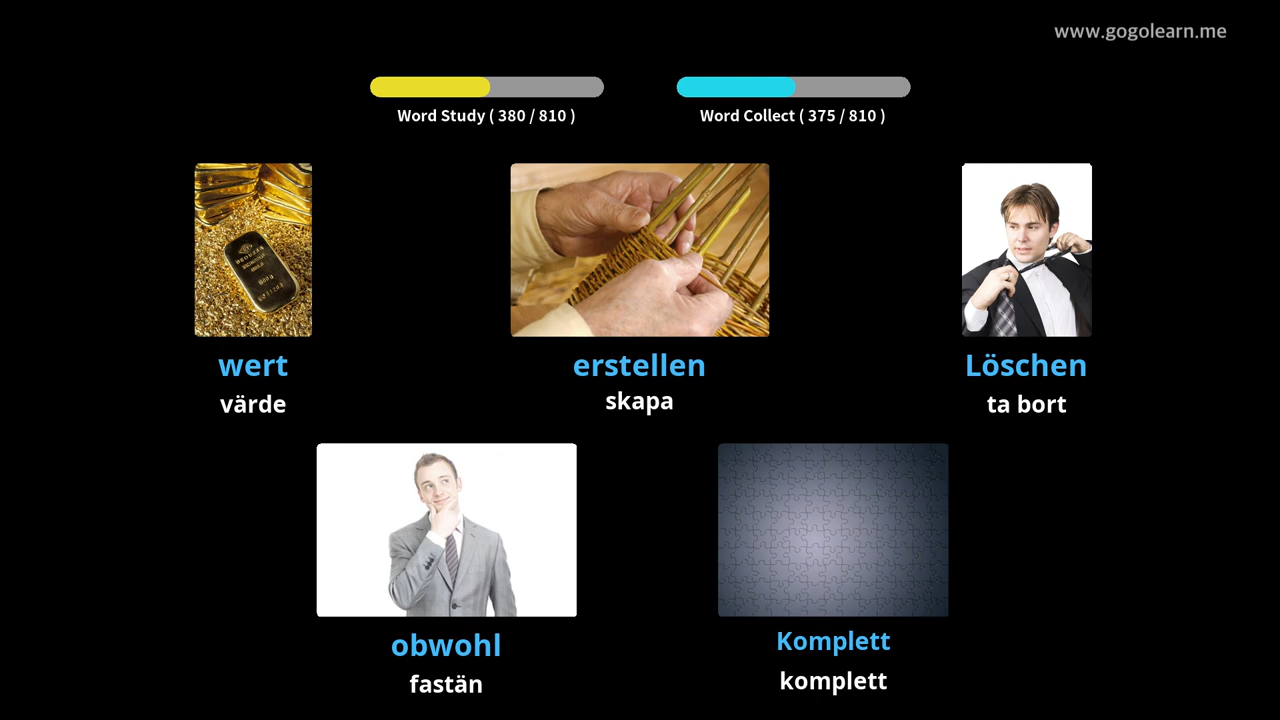 www.gogolearn.me
Word Study ( 380 / 810 )
Word Collect ( 375 / 810 )
wert
värde
erstellen
skapa
Löschen
ta bort
obwohl
fastän
Komplett
komplett